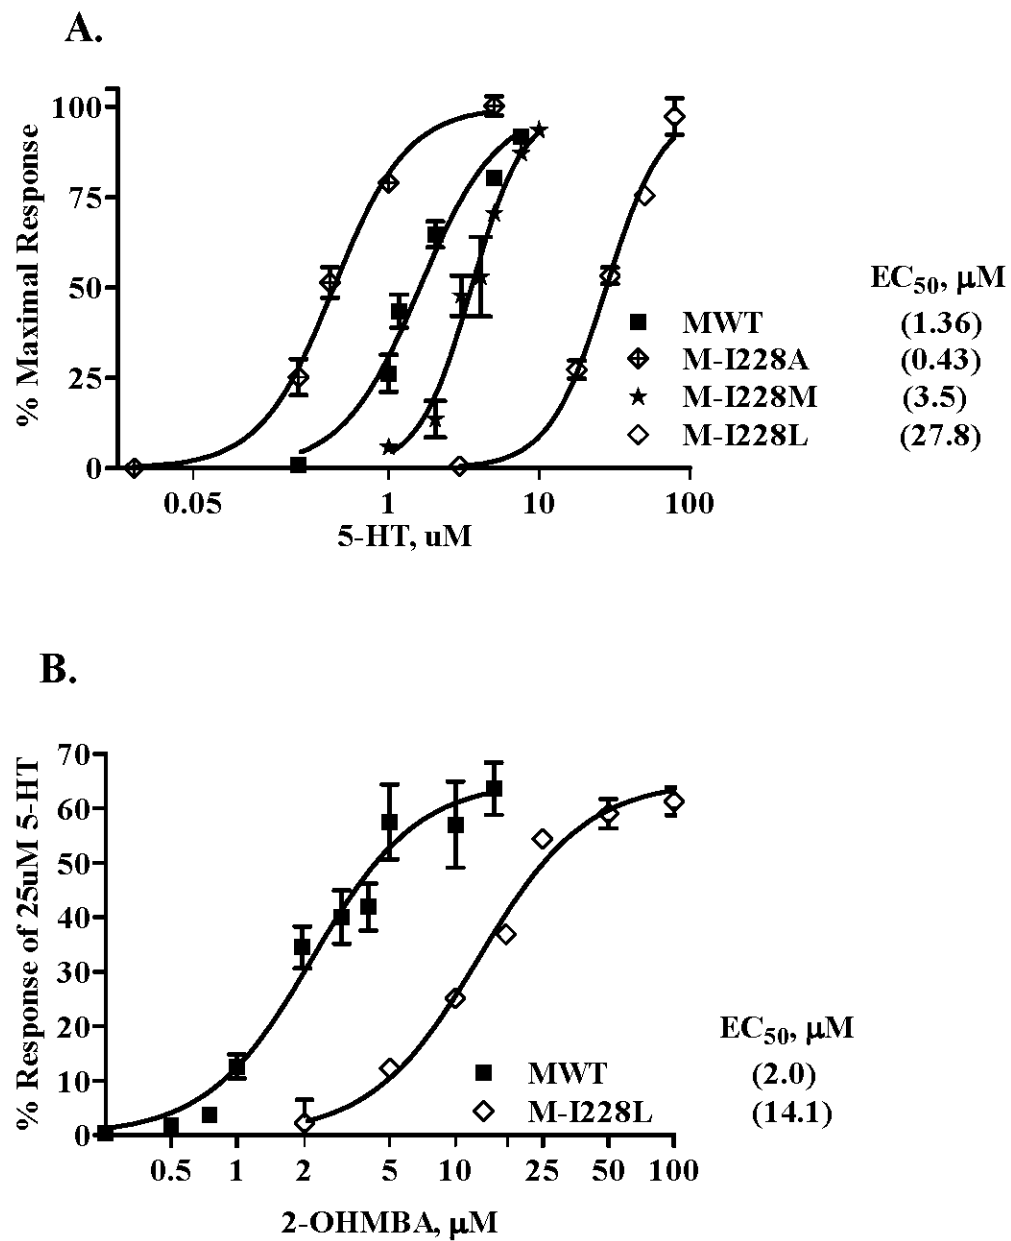 A.
% Maximal Response
100
75
50
25
0
0.05 1 10 100
5-HT, uM
EC50, μM
MWT (1.36)
M-I228A (0.43)
M-I228M (3.5)
M-I228L (27.8)
B.
% Response of 25uM 5-HT
70
60
50
40
30
20
10
0
0.5 1 2 5 10 25 50 100
2-OHMBA, μM
EC50, μM
MWT (2.0)
M-I228L (14.1)